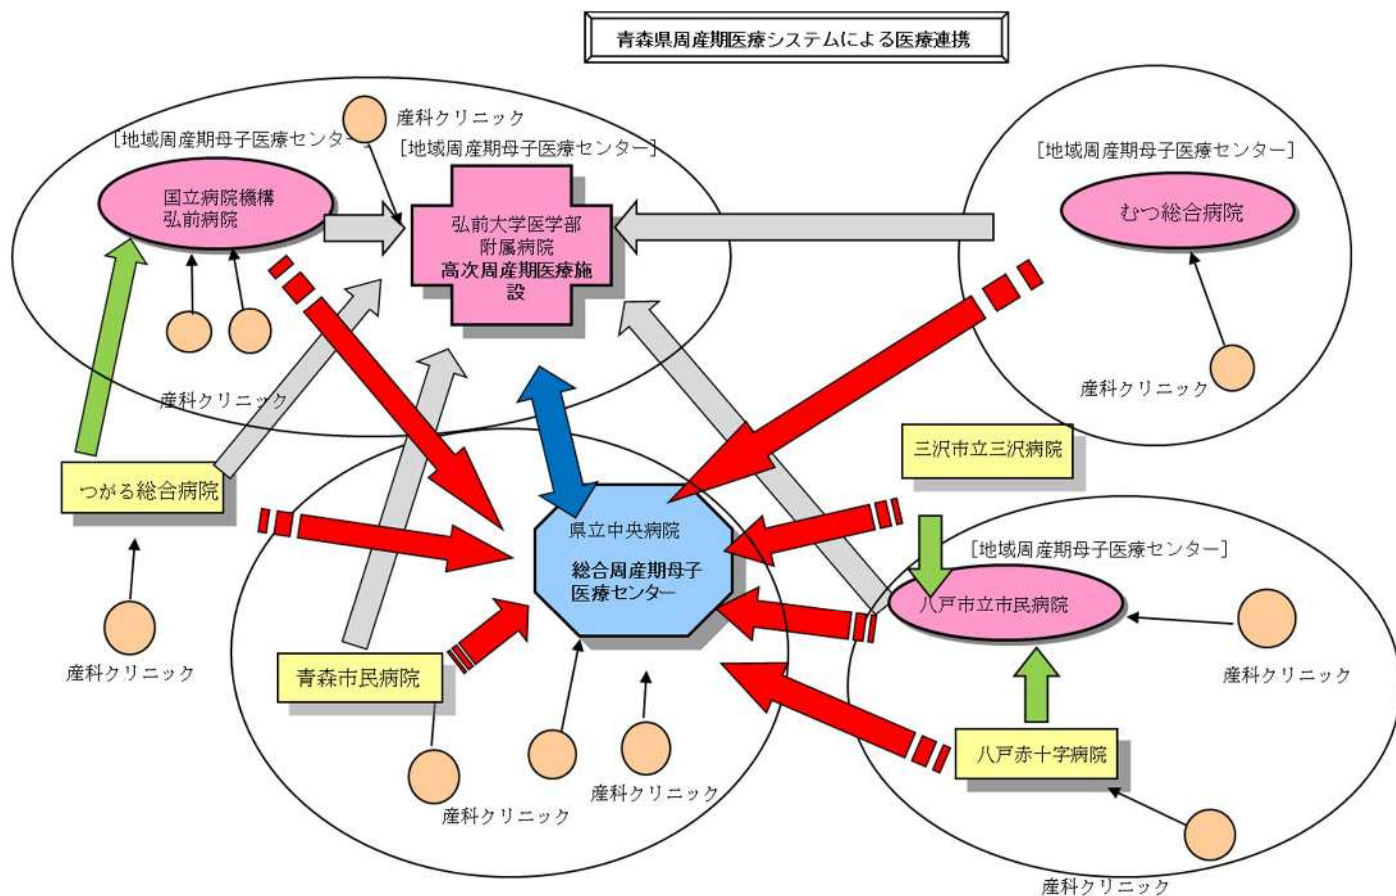 青森県周産期医療システムによる医療連携
産科クリニック
[地域周産期母子医療センター]
[地域周産期母子医療センター]
[地域周産期母子医療センター]
国立病院機構
弘前病院
弘前大学医学部
附属病院
高次周産期医療施
設
むつ総合病院
産科クリニック
産科クリニック
三沢市立三沢病院
つがる総合病院
県立中央病院
総合周産期母子
医療センター
[地域周産期母子医療センター]
八戸市立市民病院
産科クリニック
青森市民病院
産科クリニック
八戸赤十字病院
産科クリニック
産科クリニック
産科クリニック